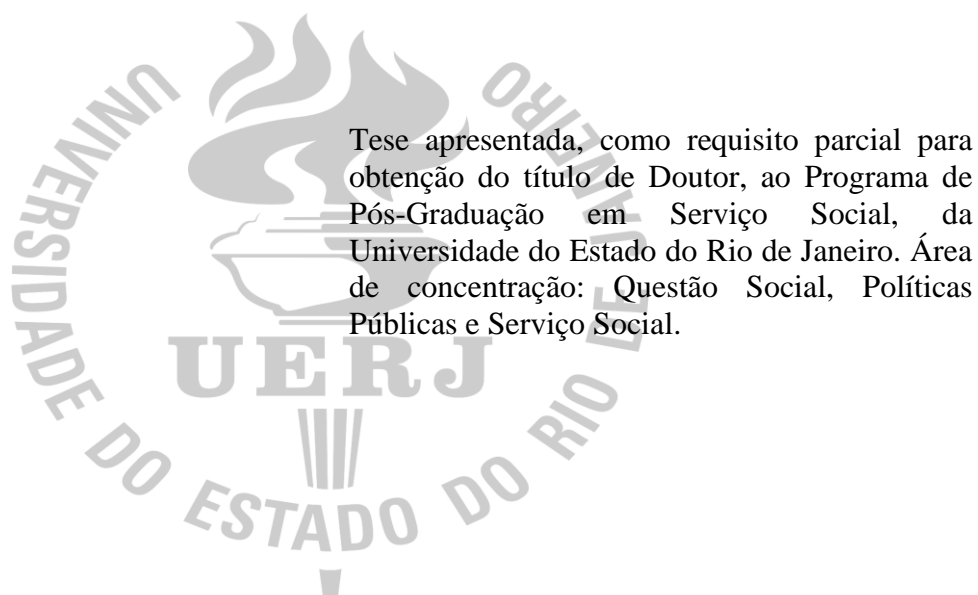 Tese apresentada, como requisito parcial para
obtenção do título de Doutor, ao Programa de
Pós-Graduação em Serviço Social, da
Universidade do Estado do Rio de Janeiro. Área
de concentração: Questão Social, Políticas
Públicas e Serviço Social.
UNIVERSIDADE DO ESTADO DO RIO DE JANEIRO
UERJ